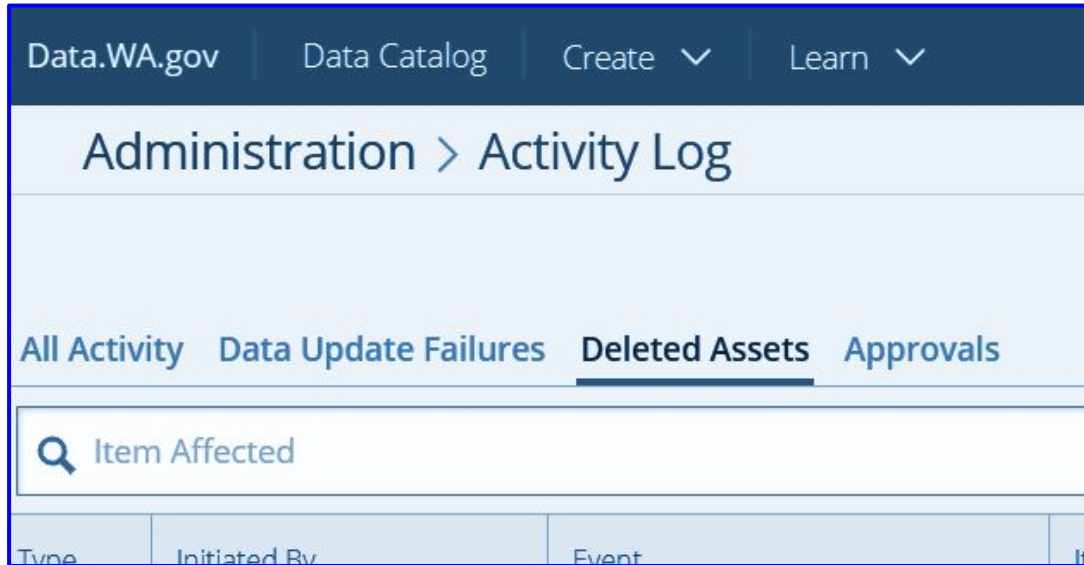 Data.WA.gov Data Catalog Create Learn
Administration > Activity Log
All Activity Data Update Failures Deleted Assets Approvals
Item Affected
Type Initiated By Event